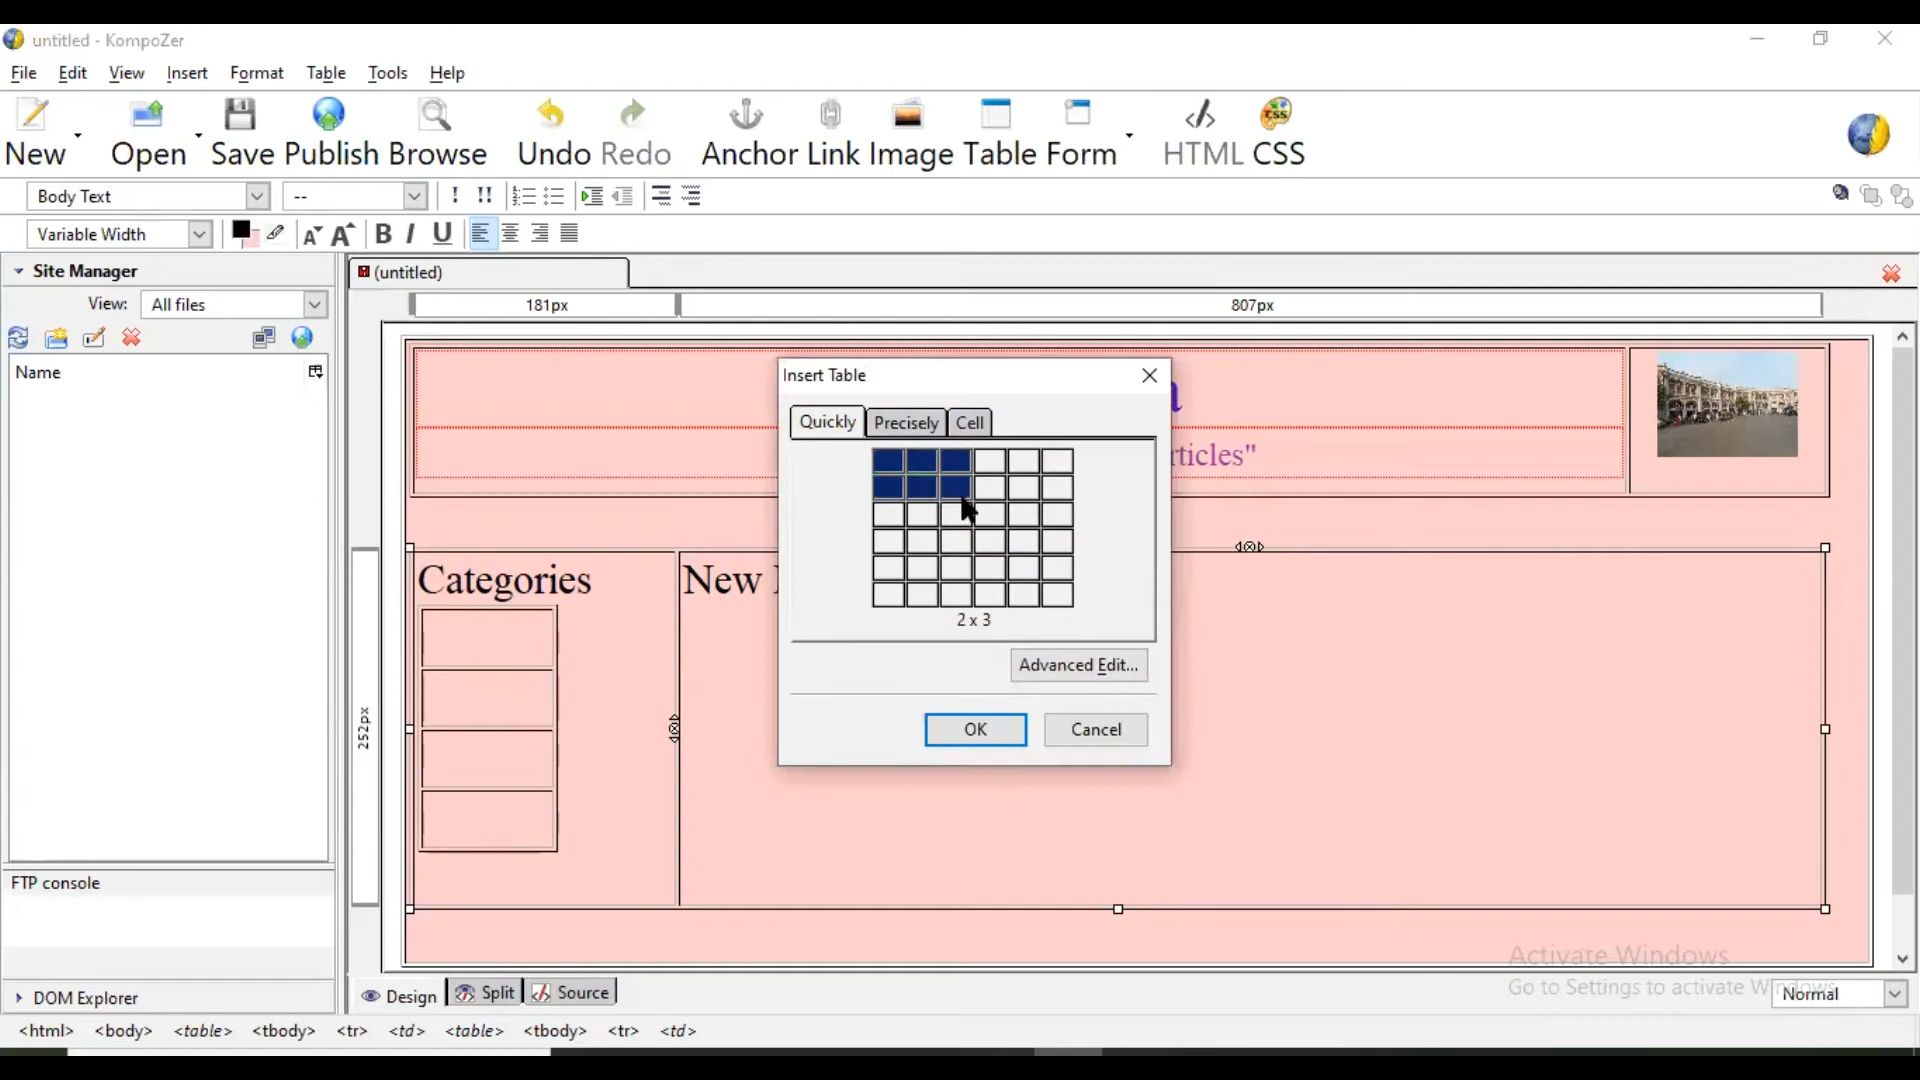 untitled - KompoZer
File Edit View Insert Format Table Tools Help
New Open Save Publish Browse Undo Redo Anchor Link Image Table Form HTML CSS
Body Text --
Variable Width B I U
Site Manager
(untitled)
View: All files
181px 807px
Name
Insert Table
Quickly Precisely Cell
rticles"
2 x 3
Advanced Edit...
OK Cancel
Categories
New
252px
FTP console
DOM Explorer
Design Split Source
Activate Windows
Go to Settings to activate Windows.
Normal
<html> <body> <table> <tbody> <tr> <td> <table> <tbody> <tr> <td>